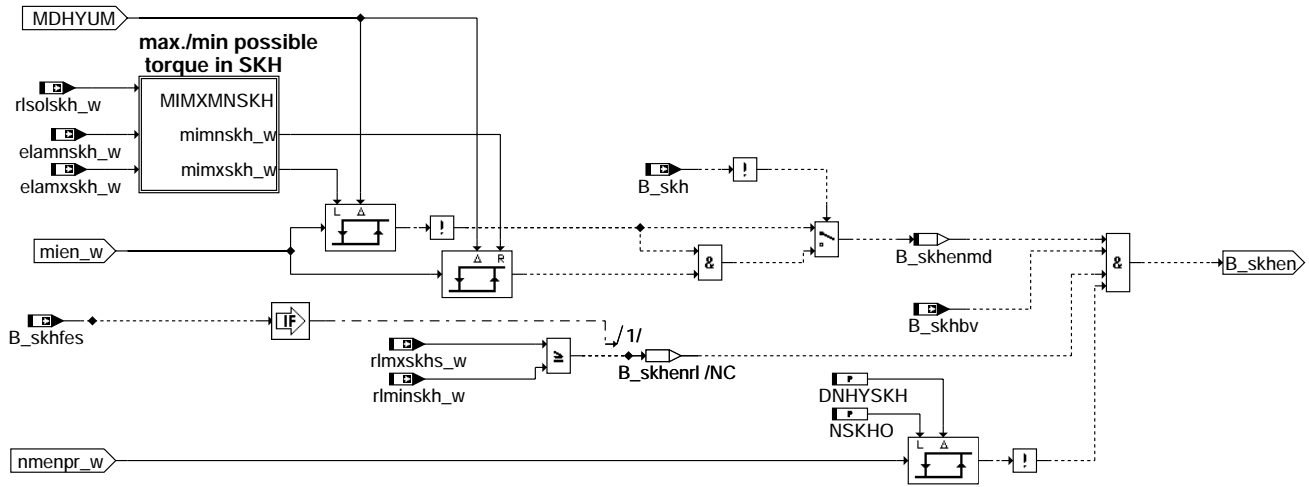 MDHYUM
max./min possible
torque in SKH
rlsolskh_w
MIMXMNSKH
elamnskh_w
mimnskh_w
elamxskh_w
mimxskh_w
B_skh
!
L Δ
!
mien_w
Δ R
&
B_skhenmd
&
B_skhen
B_skhfes
IF
/1/
B_skhbv
rlmxskhs_w
≥
B_skhenrl /NC
rlminskh_w
P
DNHYSKH
P
NSKHO
L Δ
nmenpr_w
!